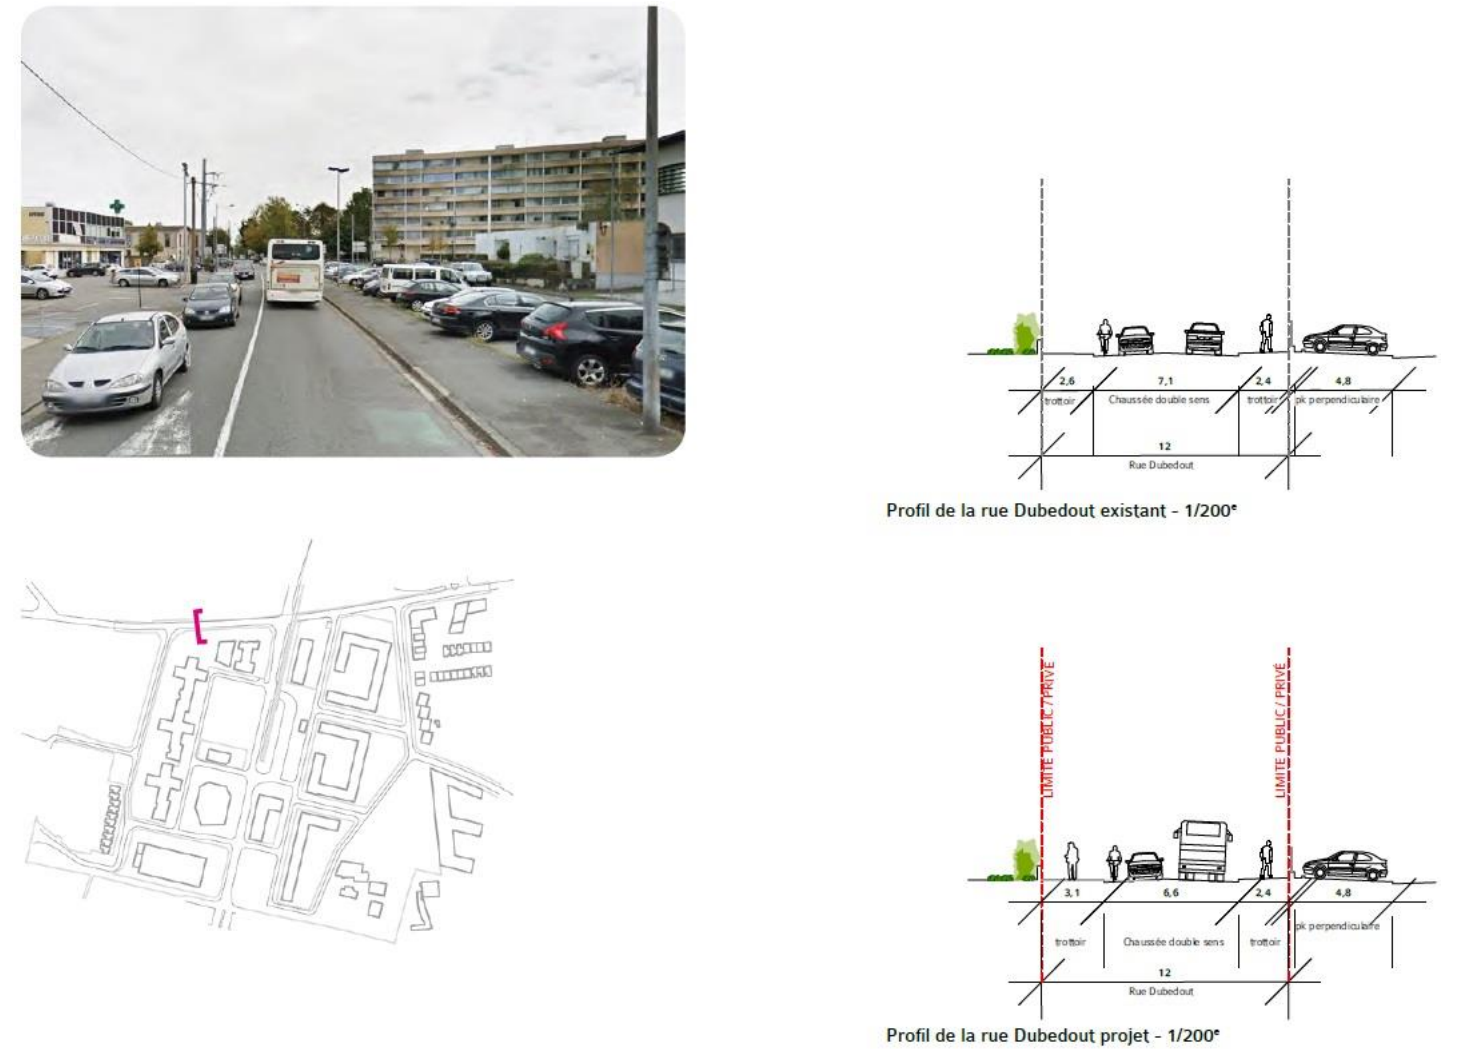 2,6
7,1
2,4
4,8
trottoir
Chaussée double sens
trottoir
pk perpendiculaire
12
Rue Dubedout
Profil de la rue Dubedout existant - 1/200e
LIMITE PUBLIC / PRIVÉ
LIMITE PUBLIC / PRIVÉ
3,1
6,6
2,4
4,8
pk perpendiculaire
trottoir
Chaussée double sens
trottoir
12
Rue Dubedout
Profil de la rue Dubedout projet - 1/200e